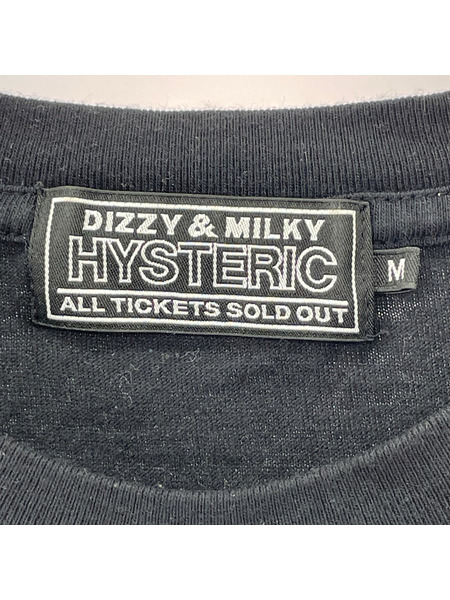 DIZZY & MILKY
HYSTERIC
ALL TICKETS SOLD OUT
M